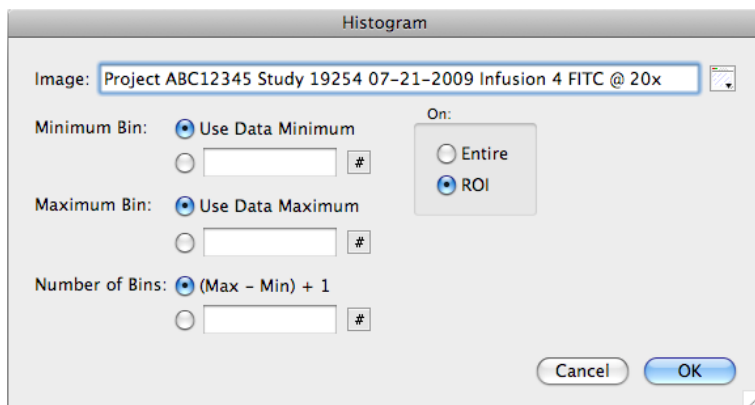 Histogram
Image: Project ABC12345 Study 19254 07-21-2009 Infusion 4 FITC @ 20x
Minimum Bin: Use Data Minimum
#
On:
Entire
ROI
Maximum Bin: Use Data Maximum
#
Number of Bins: (Max - Min) + 1
#
Cancel OK